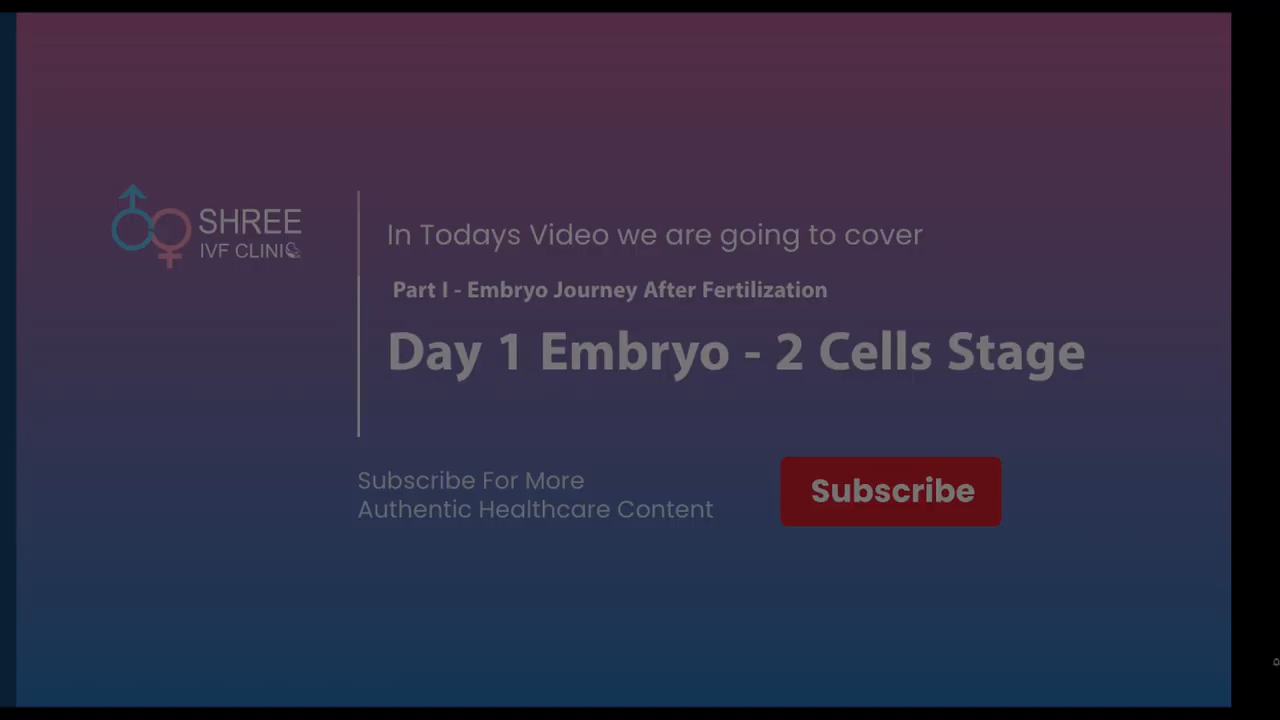 SHREE
IVF CLINIC
In Todays Video we are going to cover
Part I - Embryo Journey After Fertilization
Day 1 Embryo - 2 Cells Stage
Subscribe For More
Authentic Healthcare Content
Subscribe